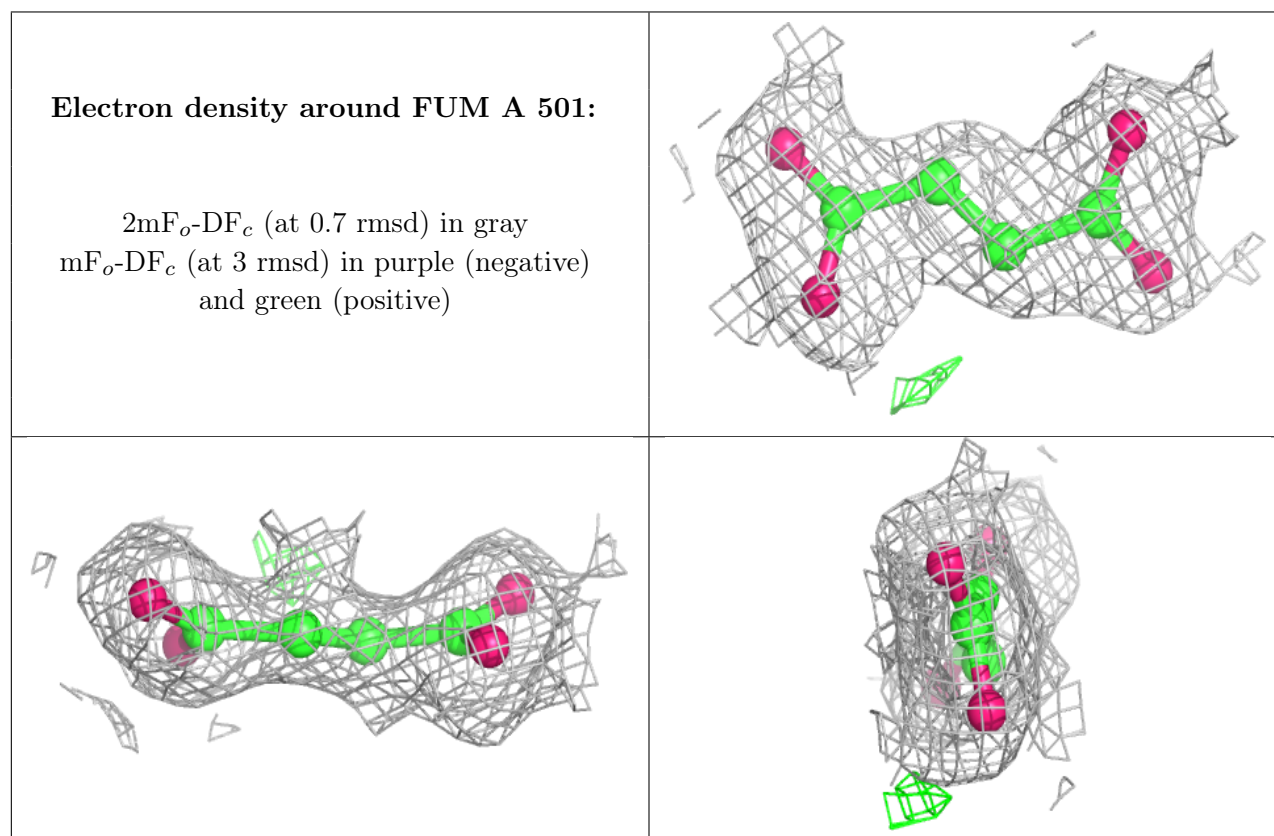 Electron density around FUM A 501:
2mFo-DFc (at 0.7 rmsd) in gray
mFo-DFc (at 3 rmsd) in purple (negative)
and green (positive)